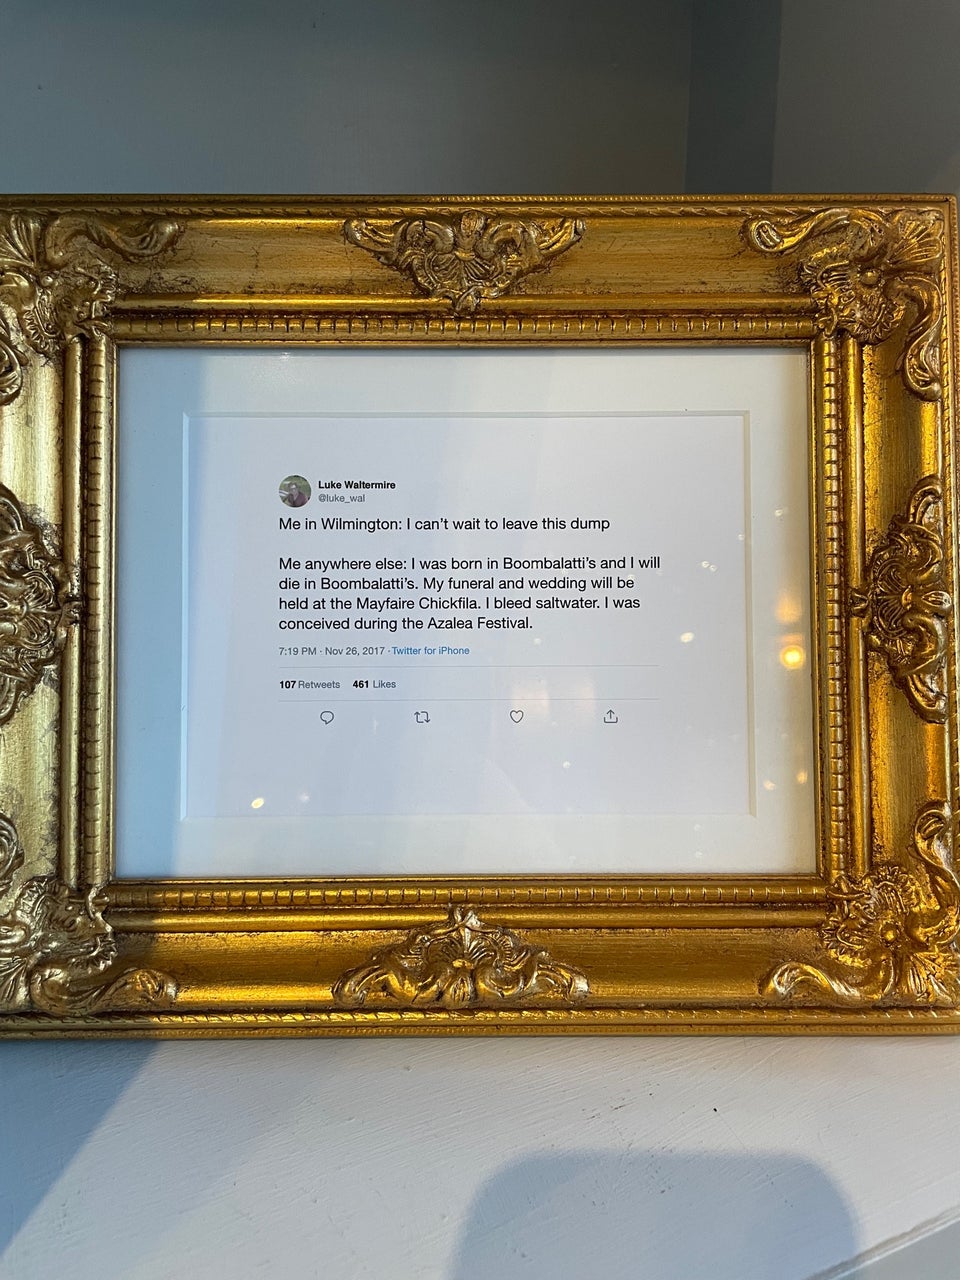 Luke Waltermire
@luke_wal
Me in Wilmington: I can't wait to leave this dump
Me anywhere else: I was born in Boombalatti's and I will
die in Boombalatti's. My funeral and wedding will be
held at the Mayfaire Chickfila. I bleed saltwater. I was
conceived during the Azalea Festival.
7:19 PM · Nov 26, 2017 · Twitter for iPhone
107 Retweets 461 Likes